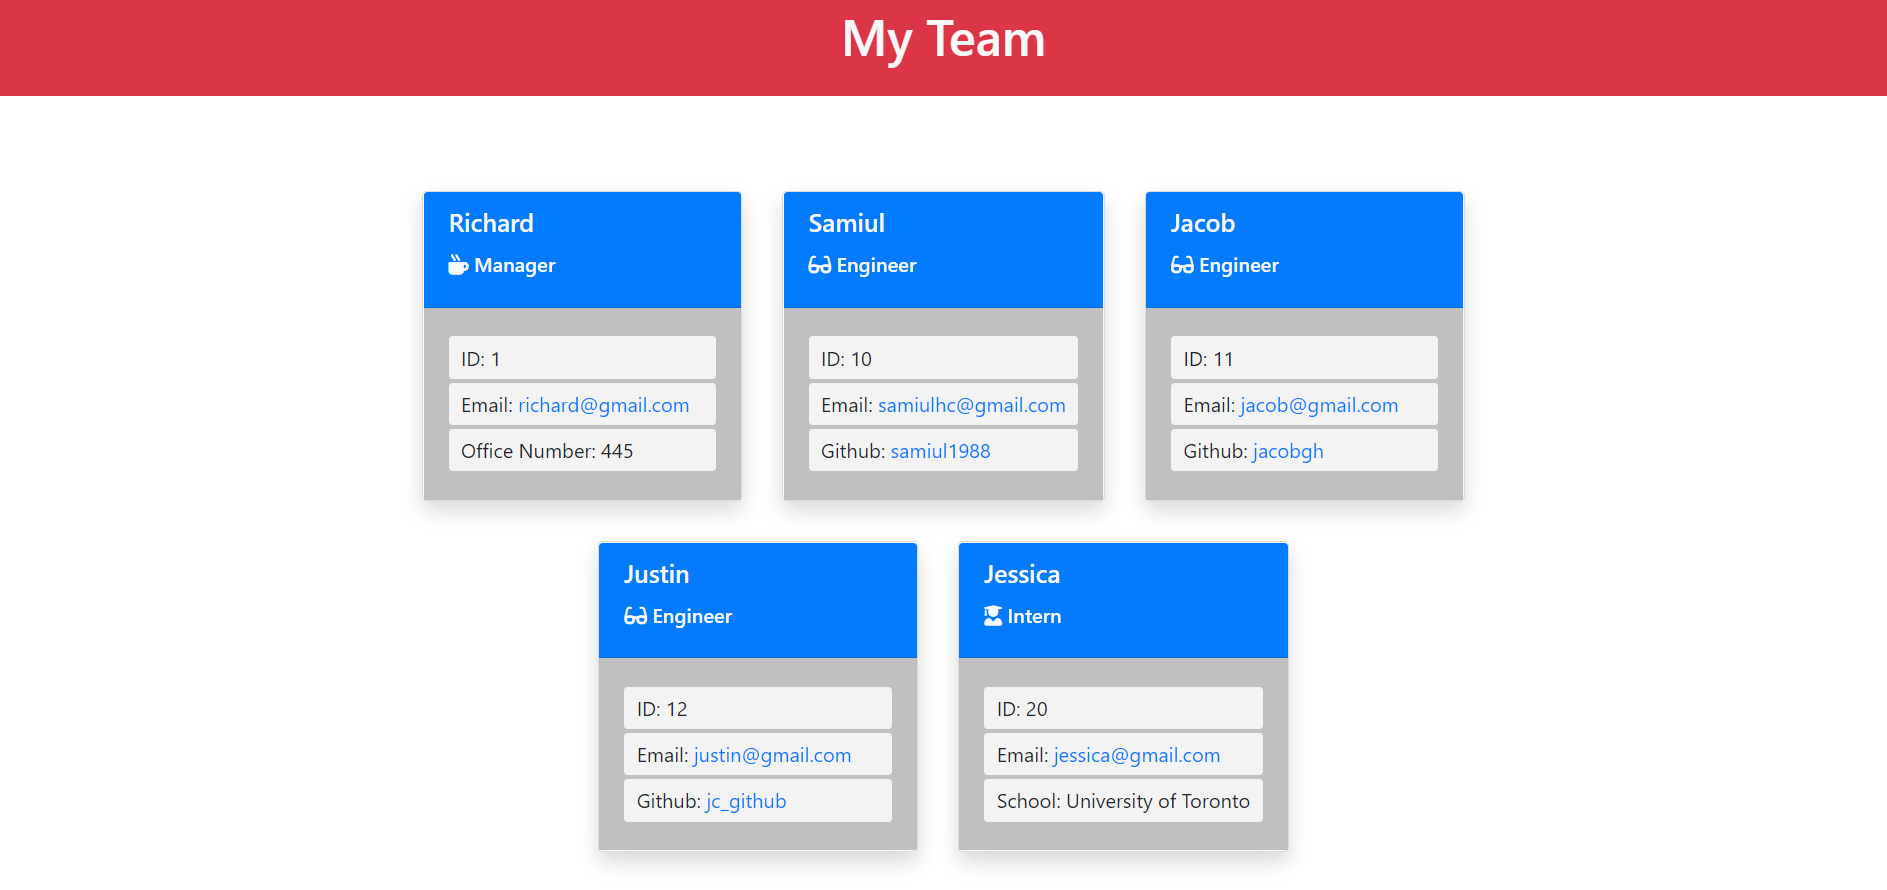 My Team
Richard
Manager
ID: 1
Email: richard@gmail.com
Office Number: 445
Samiul
Engineer
ID: 10
Email: samiulhc@gmail.com
Github: samiul1988
Jacob
Engineer
ID: 11
Email: jacob@gmail.com
Github: jacobgh
Justin
Engineer
ID: 12
Email: justin@gmail.com
Github: jc_github
Jessica
Intern
ID: 20
Email: jessica@gmail.com
School: University of Toronto